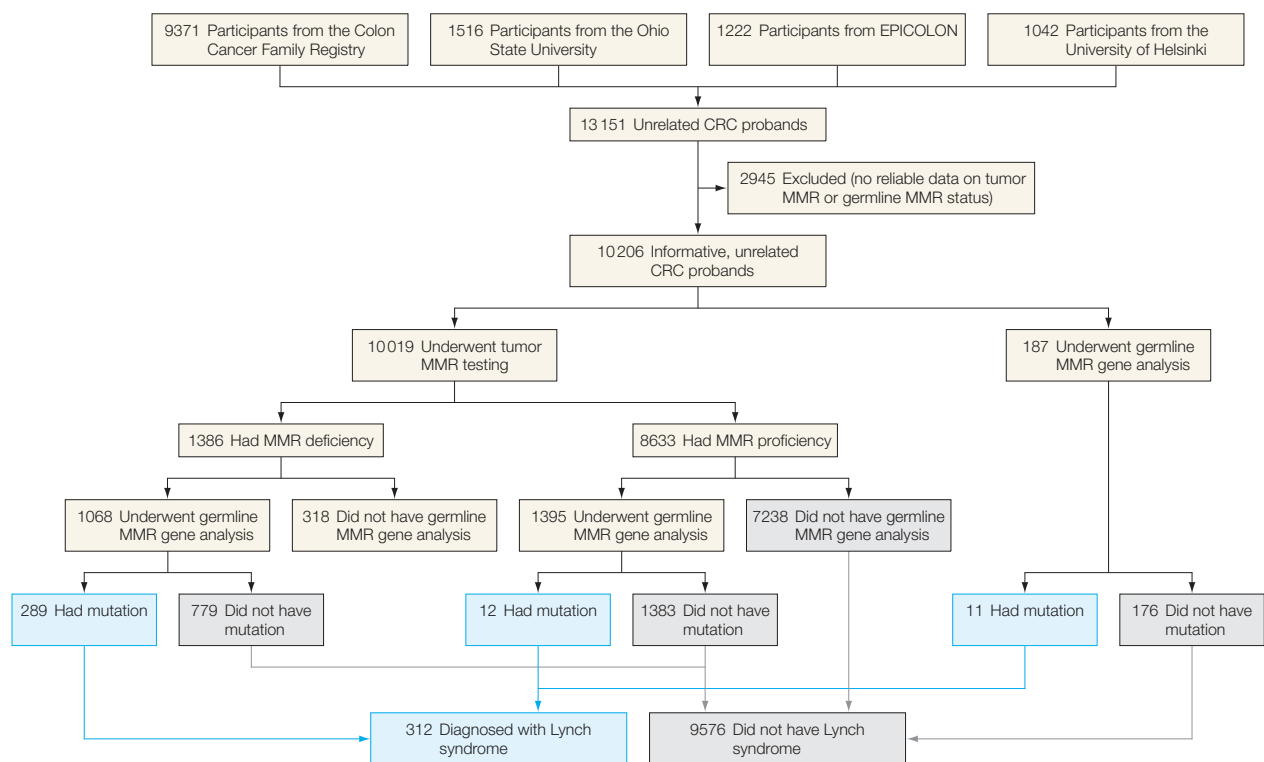 9371 Participants from the Colon
Cancer Family Registry
1516 Participants from the Ohio
State University
1222 Participants from EPICOLON
1042 Participants from the
University of Helsinki
13 151 Unrelated CRC probands
2945 Excluded (no reliable data on tumor
MMR or germline MMR status)
10 206 Informative, unrelated
CRC probands
10 019 Underwent tumor
MMR testing
187 Underwent germline
MMR gene analysis
1386 Had MMR deficiency
8633 Had MMR proficiency
1068 Underwent germline
MMR gene analysis
318 Did not have germline
MMR gene analysis
1395 Underwent germline
MMR gene analysis
7238 Did not have germline
MMR gene analysis
289 Had mutation
779 Did not have
mutation
12 Had mutation
1383 Did not have
mutation
11 Had mutation
176 Did not have
mutation
312 Diagnosed with Lynch
syndrome
9576 Did not have Lynch
syndrome